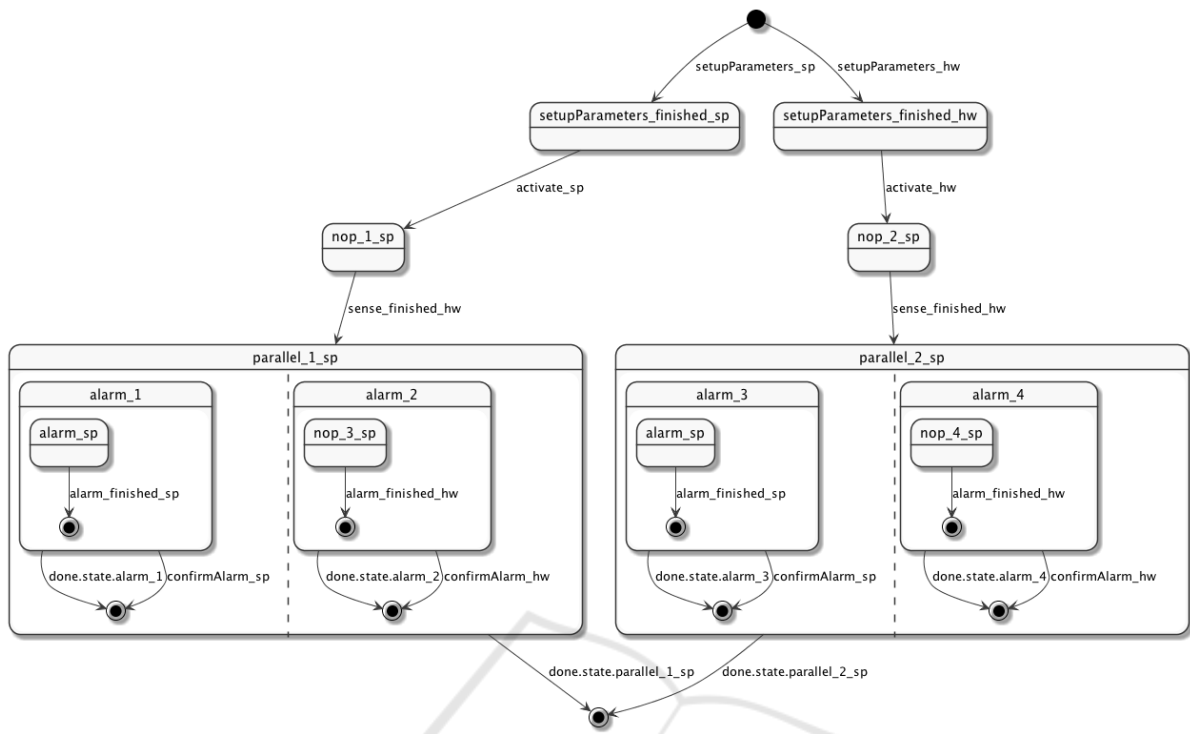 setupParameters_sp
setupParameters_hw
setupParameters_finished_sp
setupParameters_finished_hw
activate_sp
activate_hw
nop_1_sp
nop_2_sp
sense_finished_hw
sense_finished_hw
parallel_1_sp
parallel_2_sp
alarm_1
alarm_2
alarm_3
alarm_4
alarm_sp
nop_3_sp
alarm_sp
nop_4_sp
alarm_finished_sp
alarm_finished_hw
alarm_finished_sp
alarm_finished_hw
done.state.alarm_1
confirmAlarm_sp
done.state.alarm_2
confirmAlarm_hw
done.state.alarm_3
confirmAlarm_sp
done.state.alarm_4
confirmAlarm_hw
done.state.parallel_1_sp
done.state.parallel_2_sp